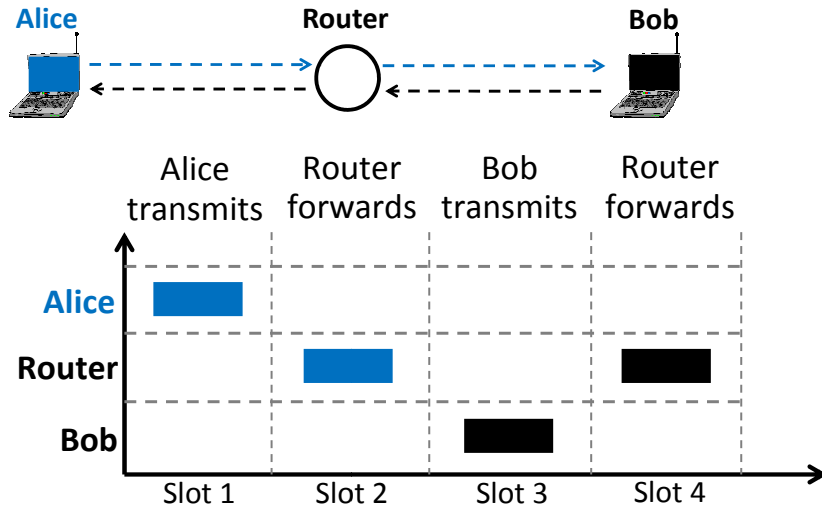 Alice Router Bob
Alice Router Bob Router
transmits forwards transmits forwards
Alice
Router
Bob
Slot 1 Slot 2 Slot 3 Slot 4